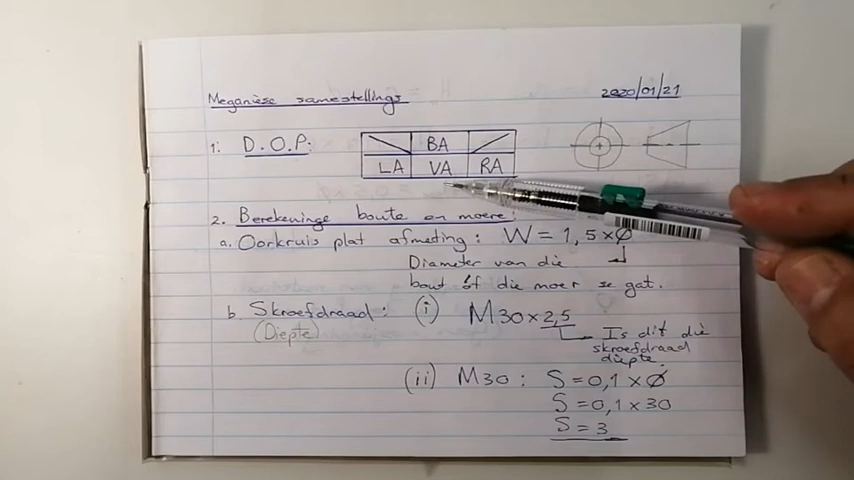 Meganiese samestellings 2020/01/21
1. D.O.P:
BA
LA VA RA
2. Berekeninge boute en moere:
a. Oorkruis plat afmeting: W = 1,5 x Ø
Diameter van die
bout óf die moer se gat.
b. Skroefdraad: (i) M30 x 2,5
(Diepte)
Is dit die
skroefdraad
diepte.
(ii) M30: S = 0,1 x Ø
S = 0,1 x 30
S = 3